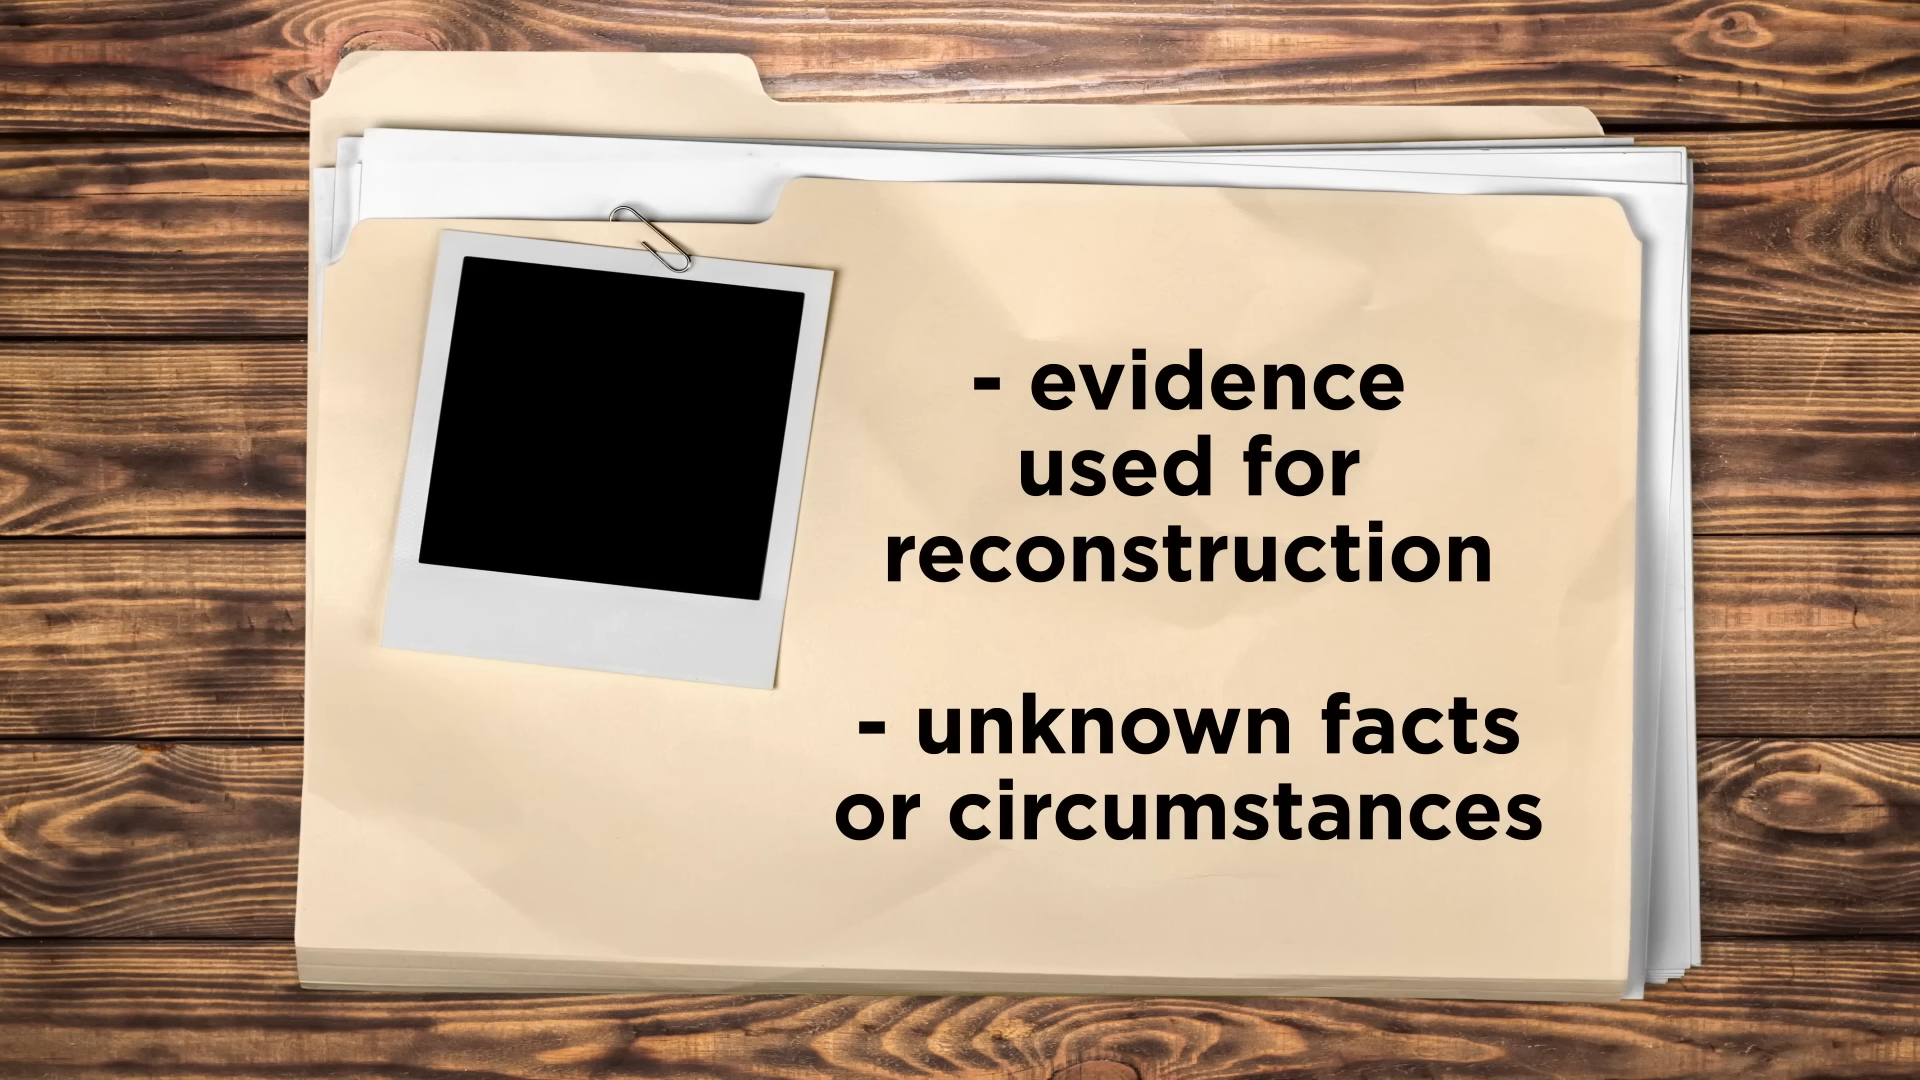 - evidence
used for
reconstruction
- unknown facts
or circumstances